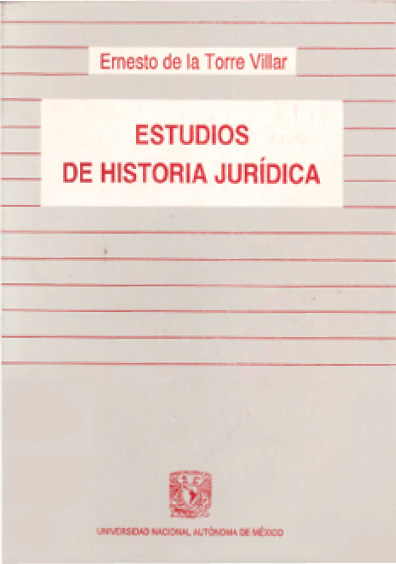 Ernesto de la Torre Villar
ESTUDIOS
DE HISTORIA JURÍDICA
UNIVERSIDAD NACIONAL AUTÓNOMA DE MÉXICO